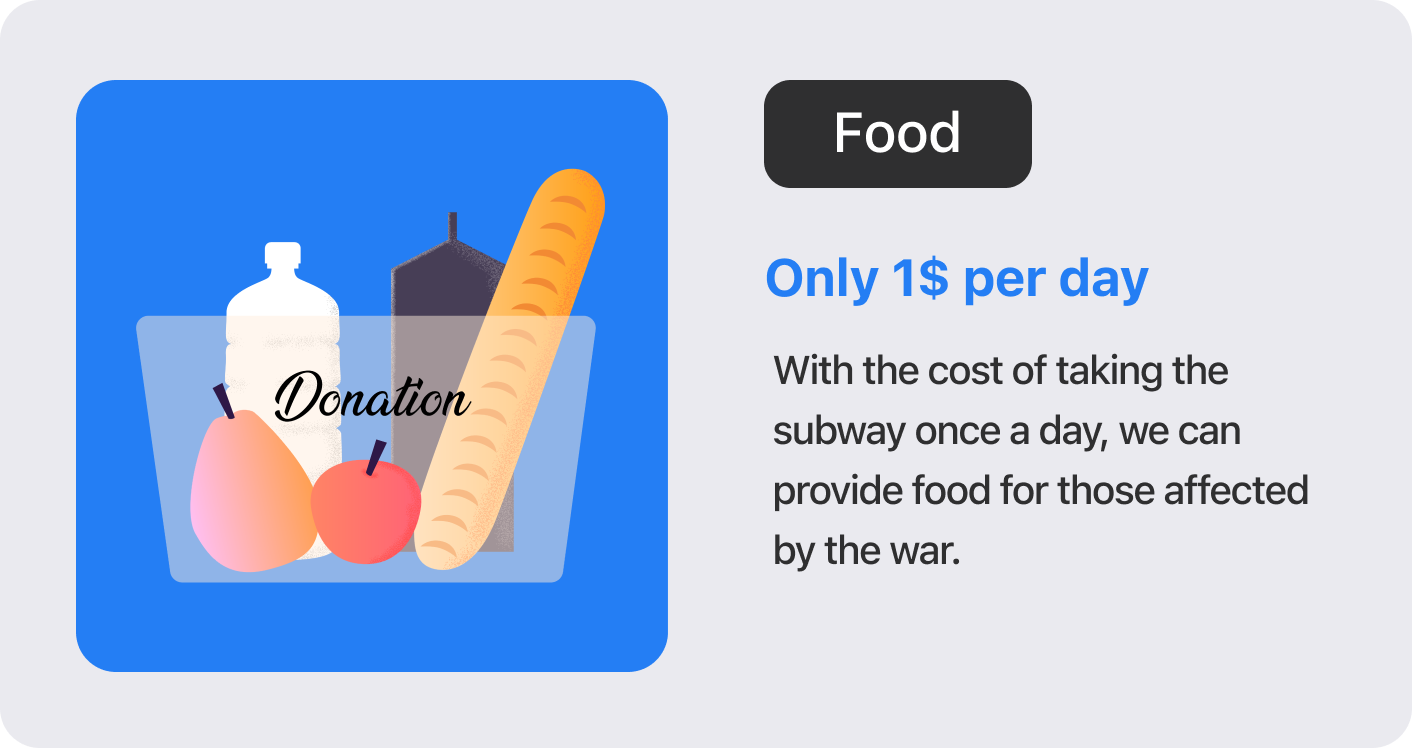 Food
Only 1$ per day
Donation
With the cost of taking the
subway once a day, we can
provide food for those affected
by the war.